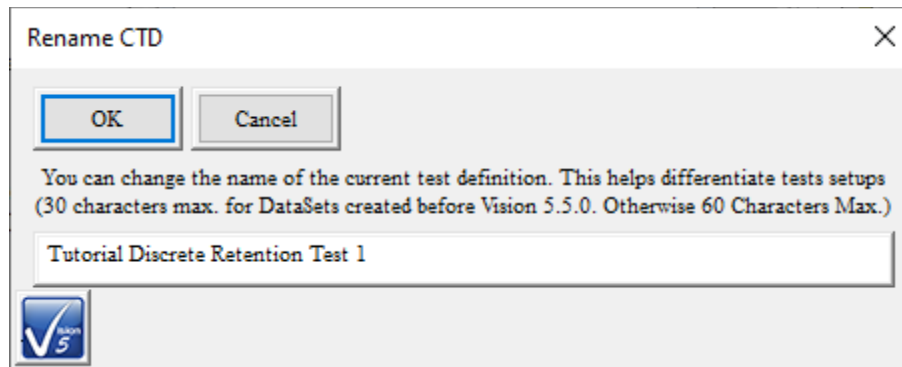 Rename CTD
OK
Cancel
You can change the name of the current test definition. This helps differentiate tests setups
(30 characters max. for DataSets created before Vision 5.5.0. Otherwise 60 Characters Max.)
Tutorial Discrete Retention Test 1
Vision
5